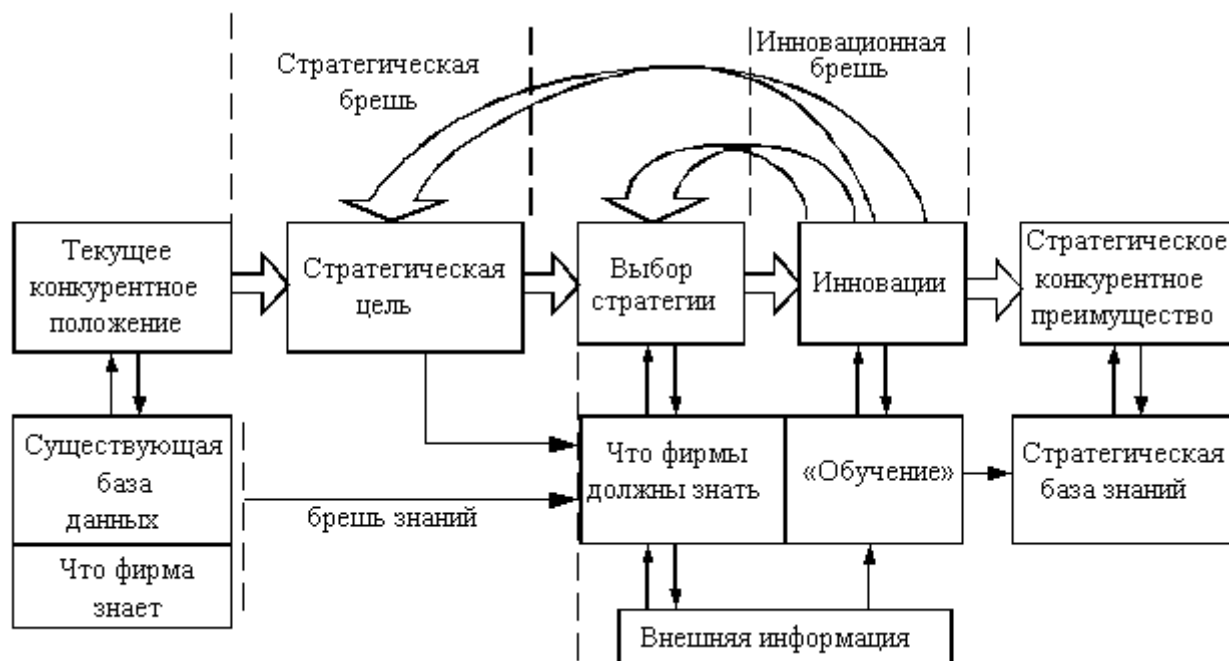 Стратегическая
брешь
Инновационная
брешь
Текущее
конкурентное
положение
Стратегическая
цель
Выбор
стратегии
Инновации
Стратегическое
конкурентное
преимущество
Существующая
база
данных
Что фирма
знает
брешь знаний
Что фирмы
должны знать
«Обучение»
Стратегическая
база знаний
Внешняя информация